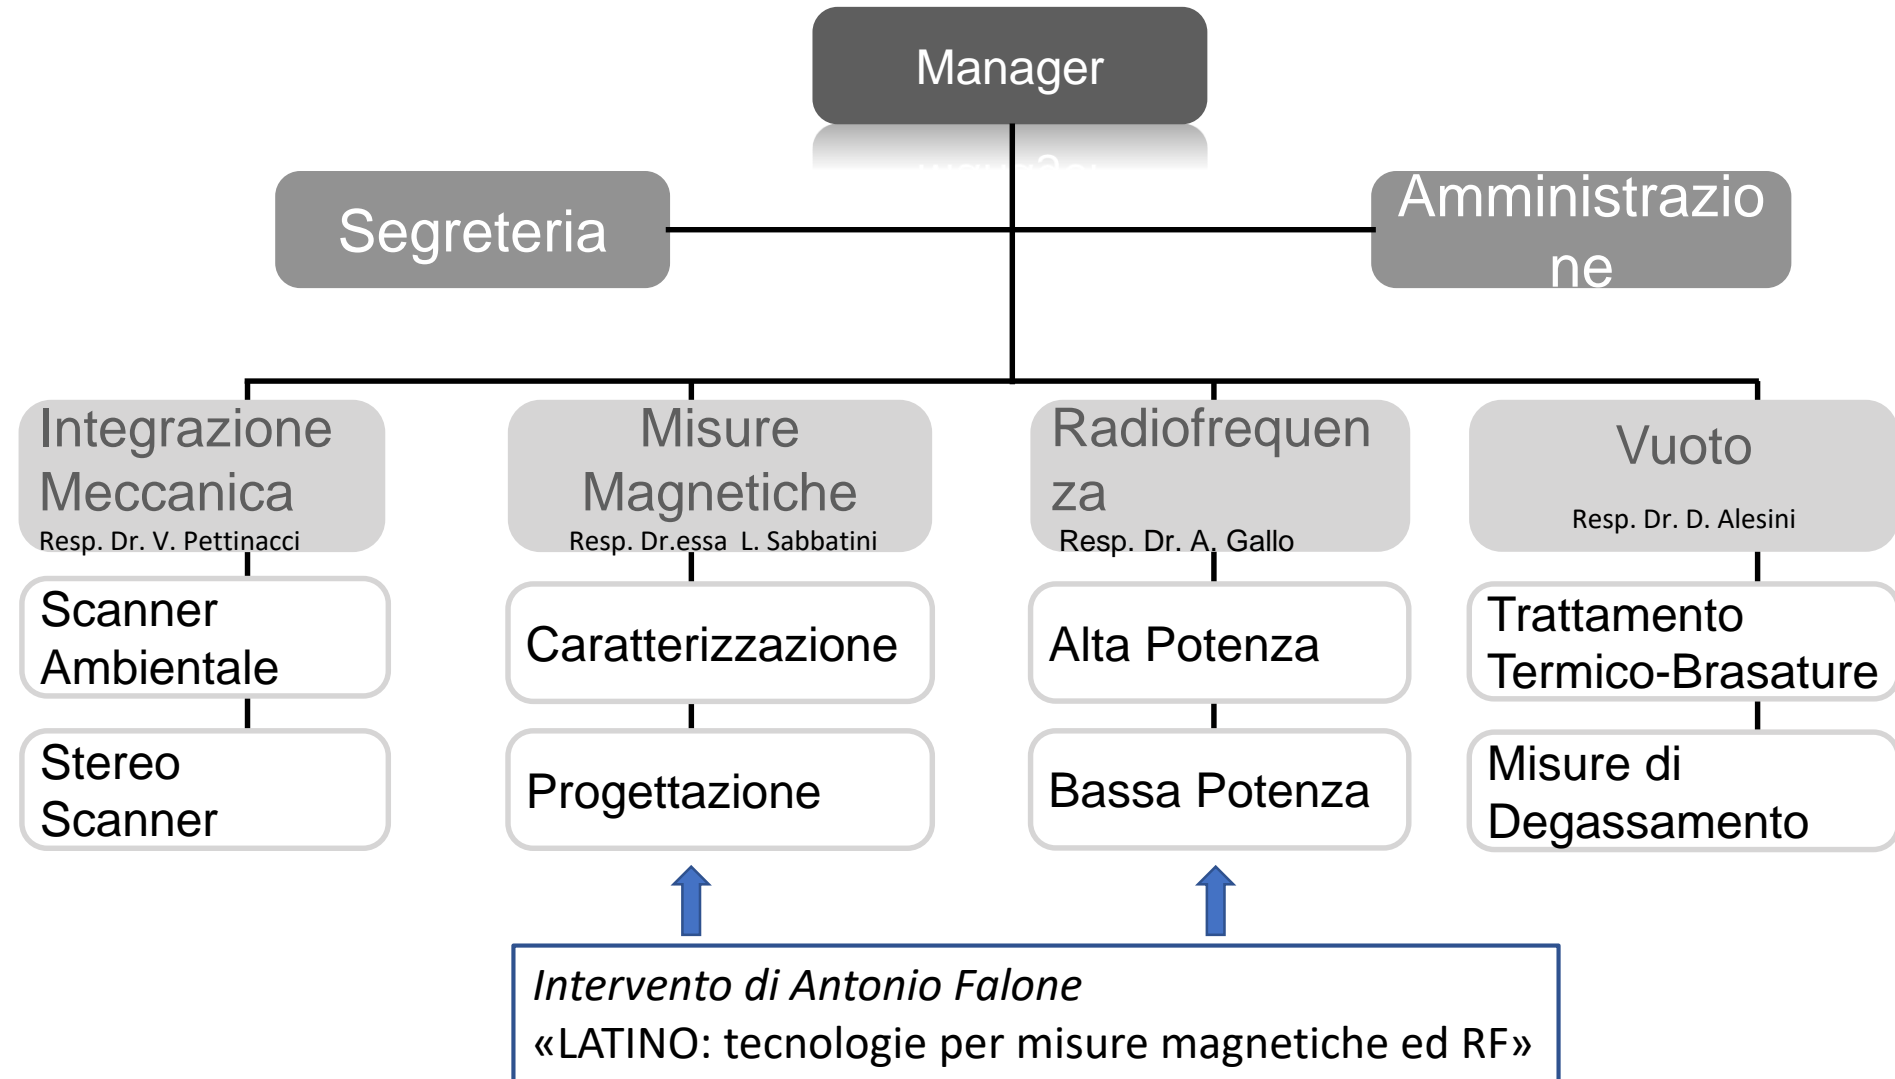 Manager
Segreteria
Amministrazio
ne
Integrazione
Meccanica
Resp. Dr. V. Pettinacci
Misure
Magnetiche
Resp. Dr.essa  L. Sabbatini
Radiofrequen
za
Resp. Dr. A. Gallo
Vuoto
Resp. Dr. D. Alesini
Scanner
Ambientale
Caratterizzazione
Alta Potenza
Trattamento
Termico-Brasature
Stereo
Scanner
Progettazione
Bassa Potenza
Misure di
Degassamento
Intervento di Antonio Falone
«LATINO: tecnologie per misure magnetiche ed RF»